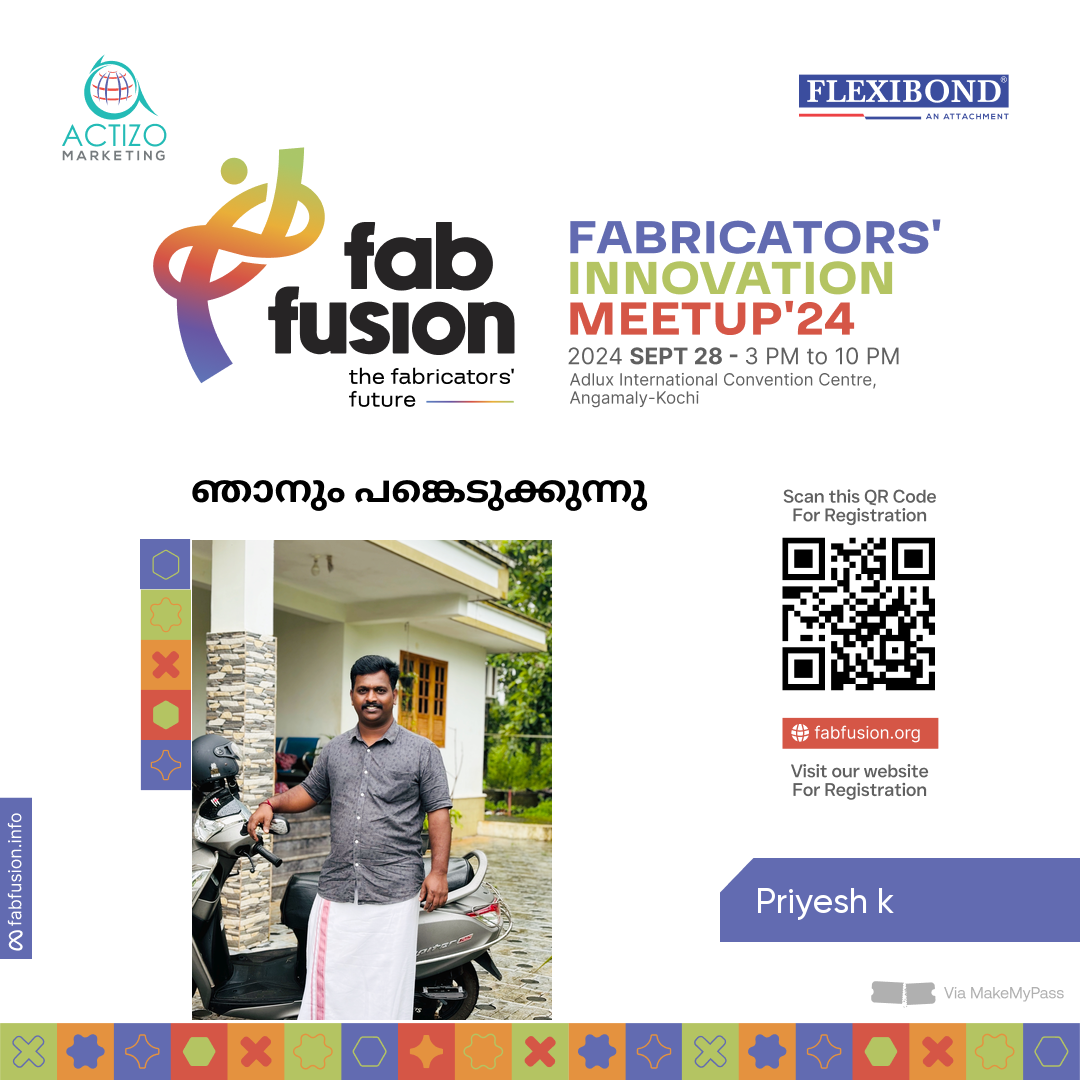 ACTIZO
MARKETING
FLEXIBOND®
AN ATTACHMENT
fab
fusion
the fabricators'
future
FABRICATORS'
INNOVATION
MEETUP'24
2024 SEPT 28 - 3 PM to 10 PM
Adlux International Convention Centre,
Angamaly-Kochi
ഞാനും പങ്കെടുക്കുന്നു
Scan this QR Code
For Registration
fabfusion.org
Visit our website
For Registration
fabfusion.info
Priyesh k
Via MakeMyPass